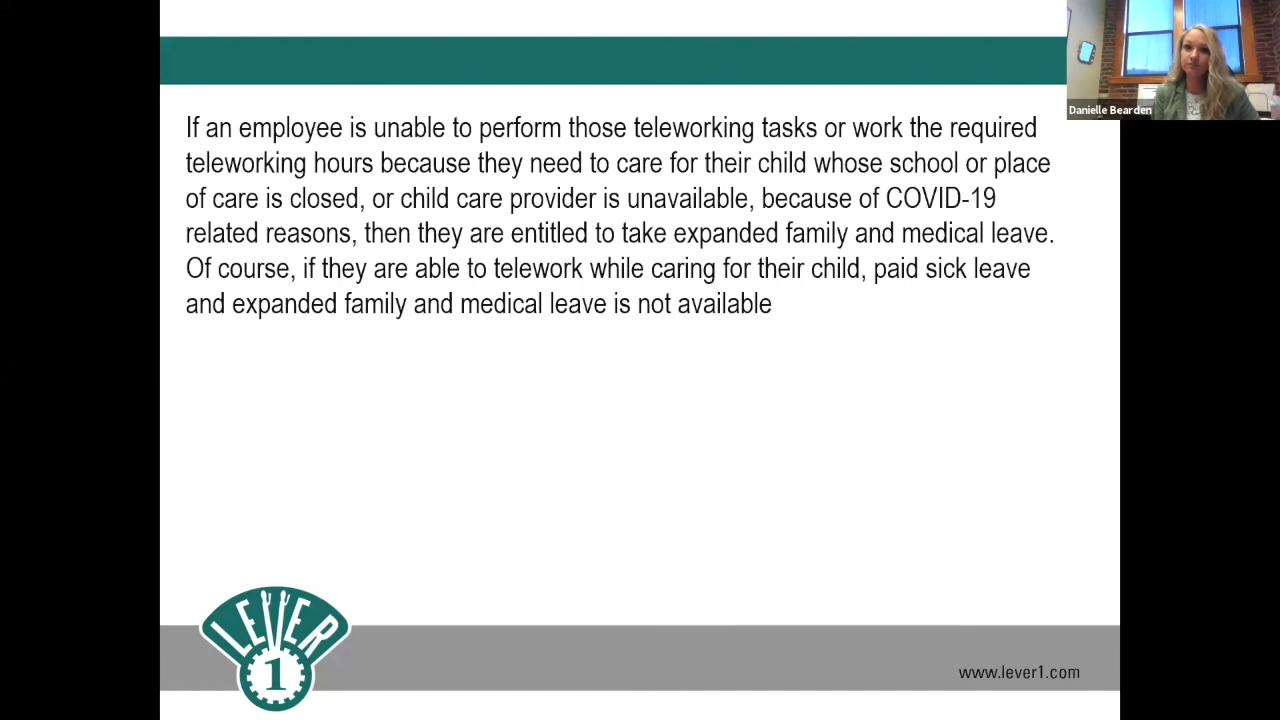 If an employee is unable to perform those teleworking tasks or work the required
teleworking hours because they need to care for their child whose school or place
of care is closed, or child care provider is unavailable, because of COVID-19
related reasons, then they are entitled to take expanded family and medical leave.
Of course, if they are able to telework while caring for their child, paid sick leave
and expanded family and medical leave is not available
Danielle Bearden
LEVER
1
www.lever1.com